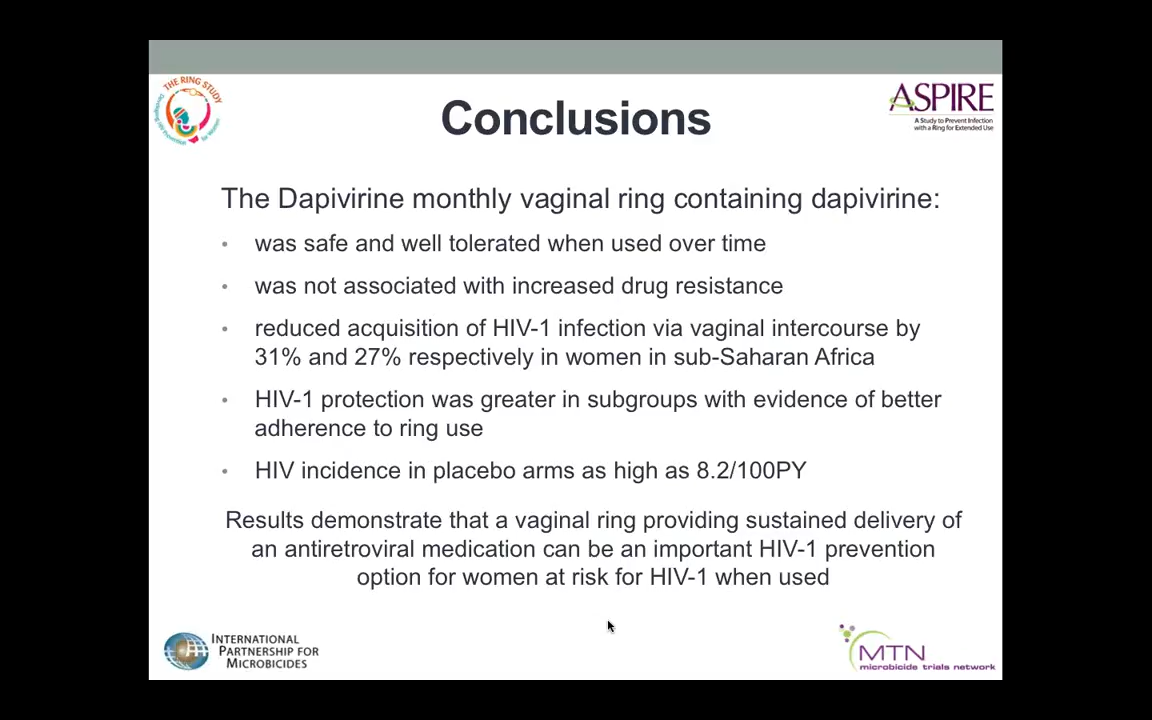 THE RING STUDY
ASPIRE
A Study to Prevent Infection
with a Ring for Extended Use
Conclusions
The Dapivirine monthly vaginal ring containing dapivirine:
• was safe and well tolerated when used over time
• was not associated with increased drug resistance
• reduced acquisition of HIV-1 infection via vaginal intercourse by
31% and 27% respectively in women in sub-Saharan Africa
• HIV-1 protection was greater in subgroups with evidence of better
adherence to ring use
• HIV incidence in placebo arms as high as 8.2/100PY
Results demonstrate that a vaginal ring providing sustained delivery of
an antiretroviral medication can be an important HIV-1 prevention
option for women at risk for HIV-1 when used
INTERNATIONAL
PARTNERSHIP FOR
MICROBICIDES
MTN
microbicide trials network